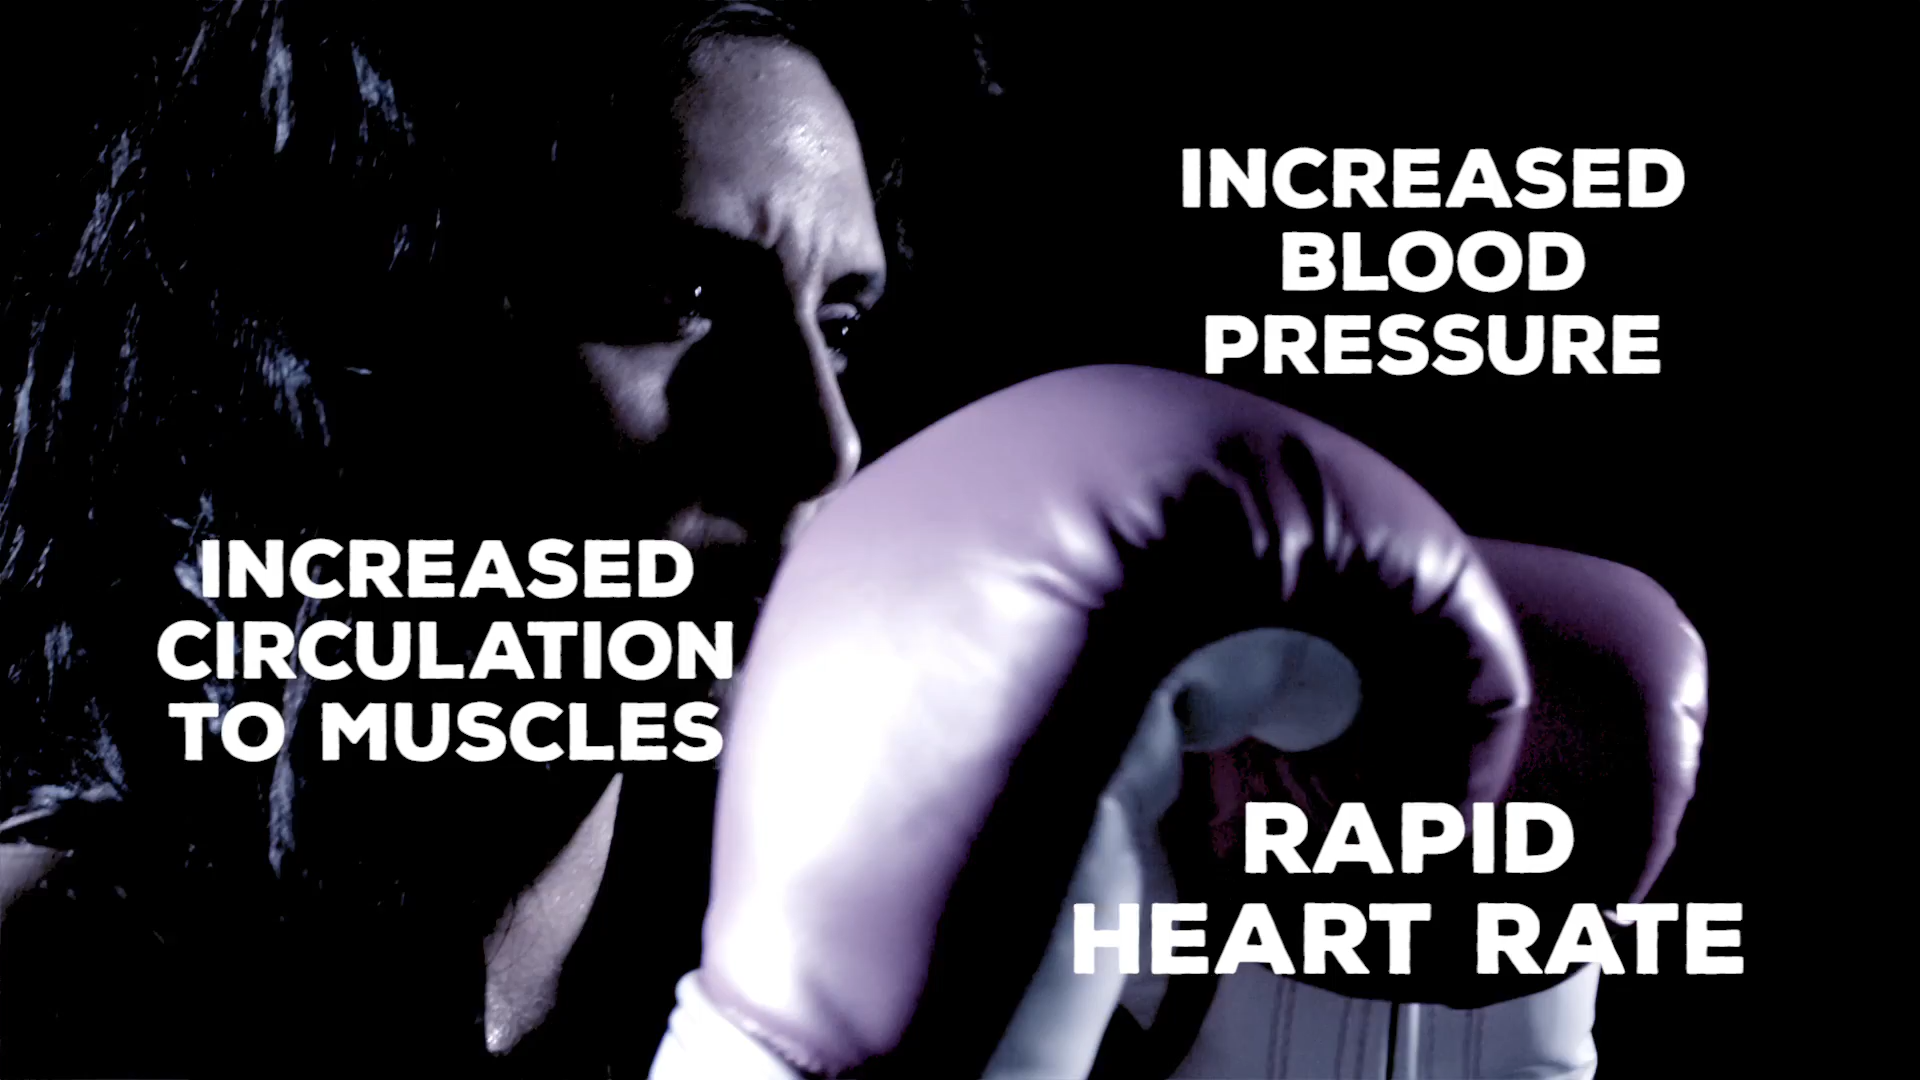 INCREASED
BLOOD
PRESSURE
INCREASED
CIRCULATION
TO MUSCLES
RAPID
HEART RATE